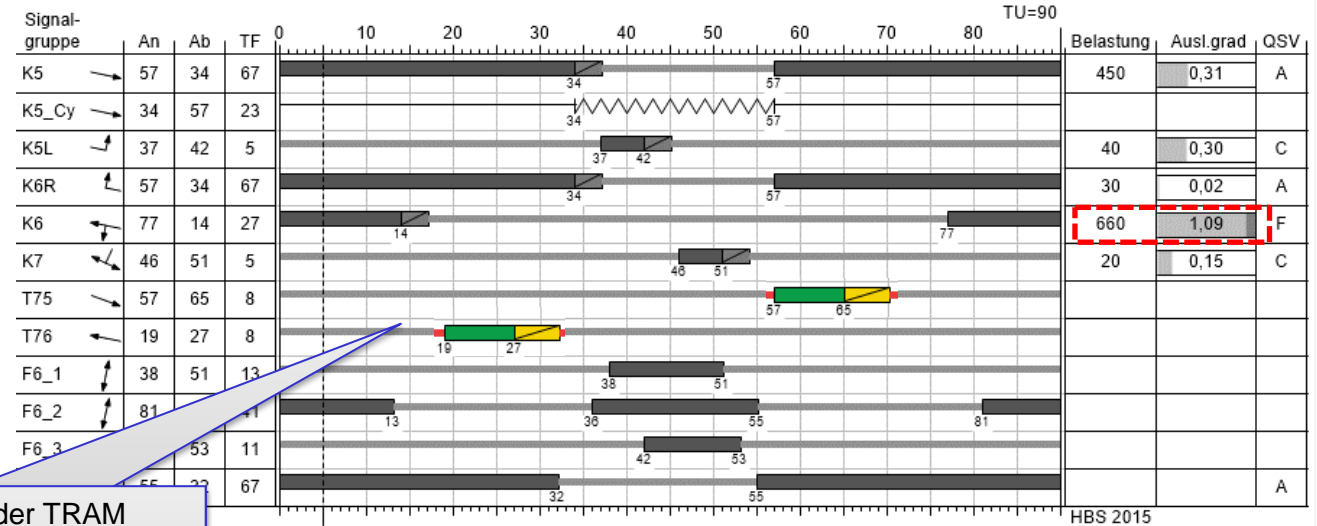 TU=90
Signal-
gruppe An Ab TF 0 10 20 30 40 50 60 70 80 Belastung Ausl.grad QSV
K5 57 34 67 34 57 450 0,31 A
K5_Cy 34 57 23 34 57
K5L 37 42 5 37 42 40 0,30 C
K6R 57 34 67 34 57 30 0,02 A
K6 77 14 27 14 77 660 1,09 F
K7 46 51 5 46 51 20 0,15 C
T75 57 65 8 57 65
T76 19 27 8 19 27
F6_1 38 51 13 38 51
F6_2 81 13 36 55 81
F6_3 53 11 42 53
67 32 55 A
der TRAM
HBS 2015